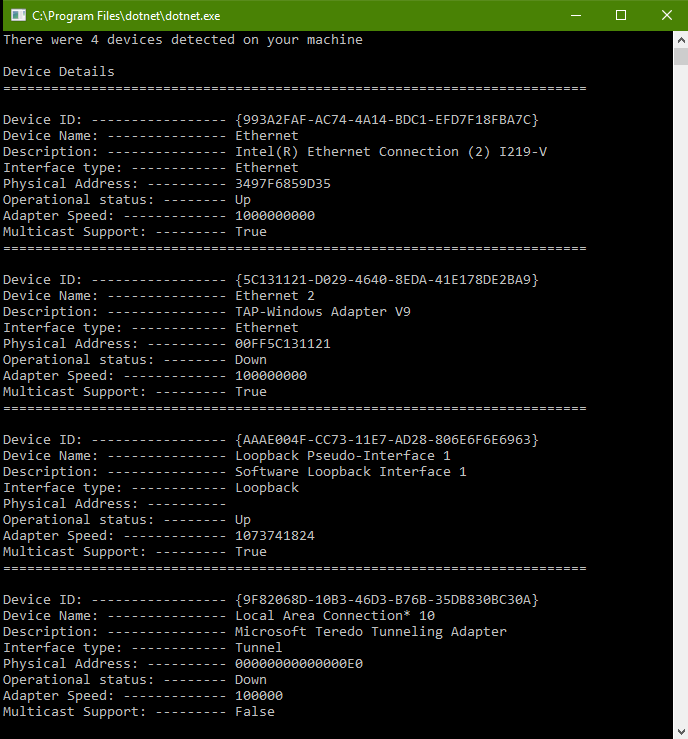 C:\Program Files\dotnet\dotnet.exe
There were 4 devices detected on your machine
Device Details
=========================================================================
Device ID: ----------------- {993A2FAF-AC74-4A14-BDC1-EFD7F18FBA7C}
Device Name: --------------- Ethernet
Description: --------------- Intel(R) Ethernet Connection (2) I219-V
Interface type: ------------ Ethernet
Physical Address: ---------- 3497F6859D35
Operational status: -------- Up
Adapter Speed: ------------- 1000000000
Multicast Support: --------- True
=========================================================================
Device ID: ----------------- {5C131121-D029-4640-8EDA-41E178DE2BA9}
Device Name: --------------- Ethernet 2
Description: --------------- TAP-Windows Adapter V9
Interface type: ------------ Ethernet
Physical Address: ---------- 00FF5C131121
Operational status: -------- Down
Adapter Speed: ------------- 100000000
Multicast Support: --------- True
=========================================================================
Device ID: ----------------- {AAAE004F-CC73-11E7-AD28-806E6F6E6963}
Device Name: --------------- Loopback Pseudo-Interface 1
Description: --------------- Software Loopback Interface 1
Interface type: ------------ Loopback
Physical Address: ----------
Operational status: -------- Up
Adapter Speed: ------------- 1073741824
Multicast Support: --------- True
=========================================================================
Device ID: ----------------- {9F82068D-10B3-46D3-B76B-35DB830BC30A}
Device Name: --------------- Local Area Connection* 10
Description: --------------- Microsoft Teredo Tunneling Adapter
Interface type: ------------ Tunnel
Physical Address: ---------- 00000000000000E0
Operational status: -------- Down
Adapter Speed: ------------- 100000
Multicast Support: --------- False